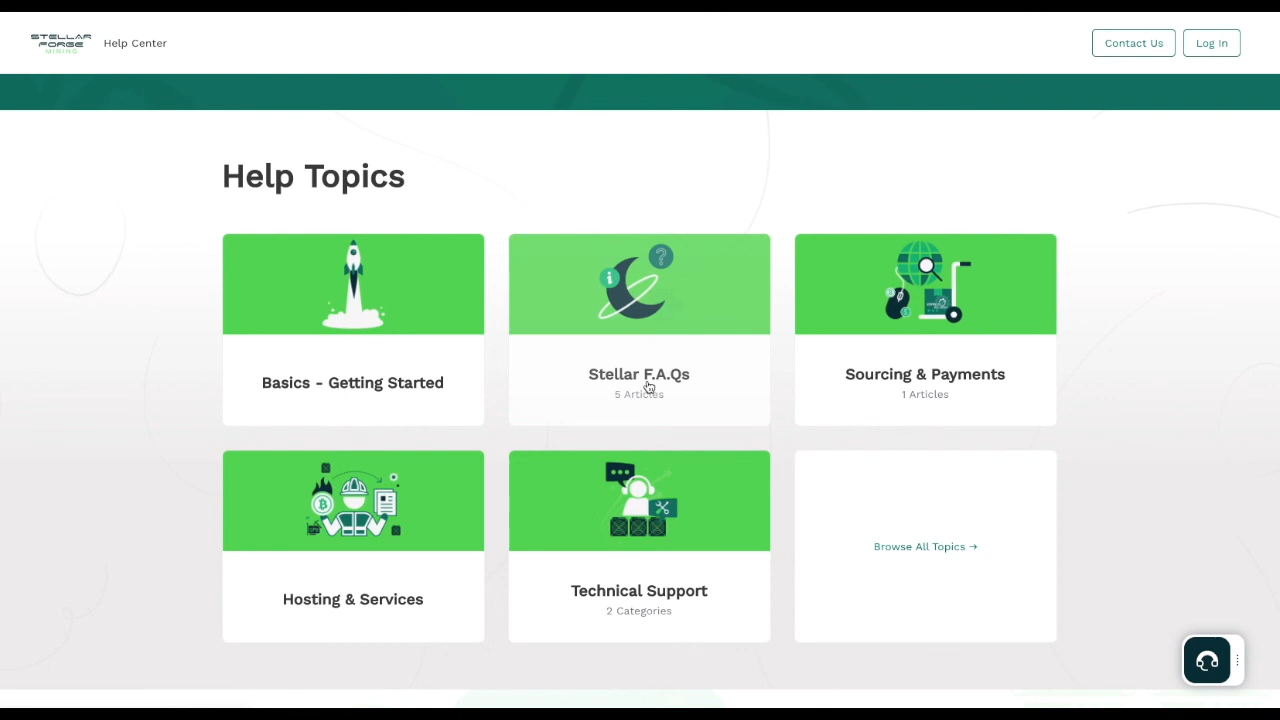 STELLAR
FORGE
MINING
Help Center
Contact Us
Log In
Help Topics
Basics - Getting Started
Stellar F.A.Qs
5 Articles
Sourcing & Payments
1 Articles
Hosting & Services
Technical Support
2 Categories
Browse All Topics →